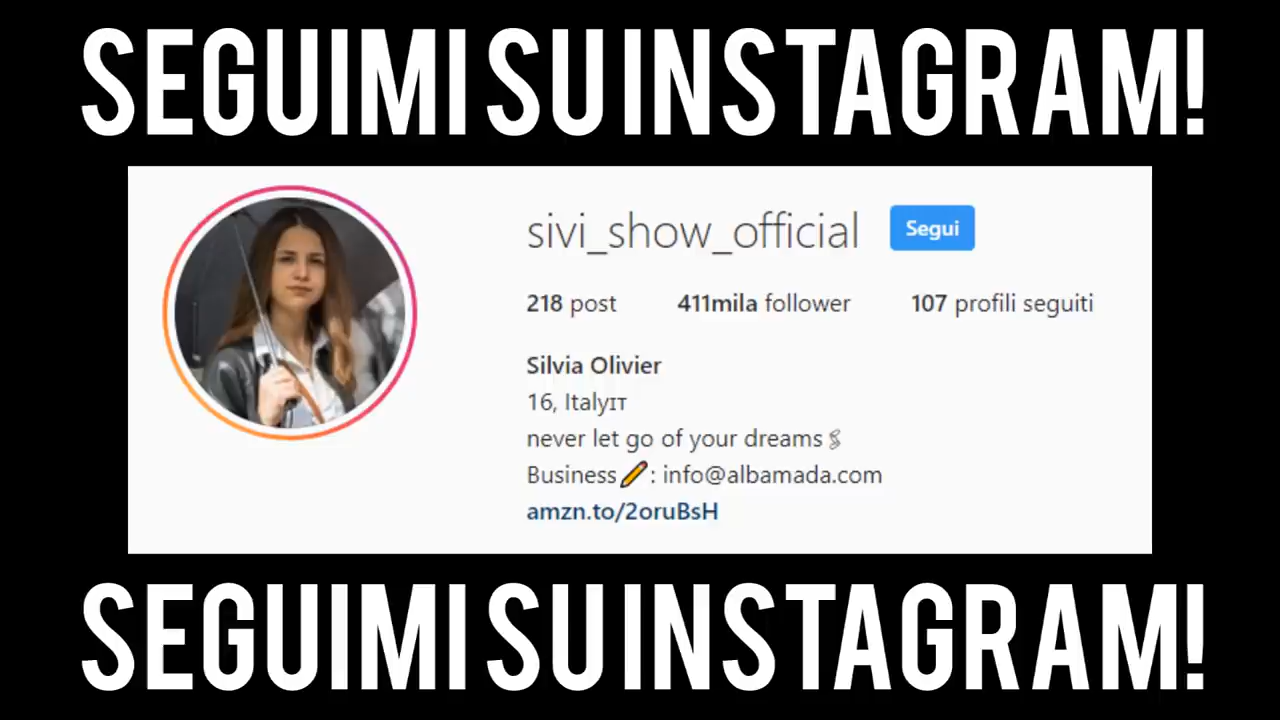 SEGUIMI SU INSTAGRAM!
sivi_show_official Segui
218 post 411mila follower 107 profili seguiti
Silvia Olivier
16, ItalyIT
never let go of your dreams
Business✏️: info@albamada.com
amzn.to/2oruBsH
SEGUIMI SU INSTAGRAM!